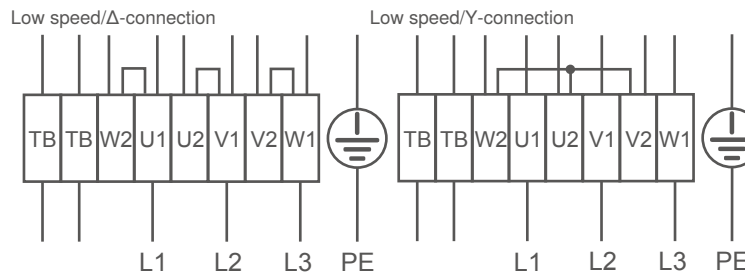 Low speed/Δ-connection
Low speed/Y-connection
TB TB W2 U1 U2 V1 V2 W1
TB TB W2 U1 U2 V1 V2 W1
L1 L2 L3 PE
L1 L2 L3 PE